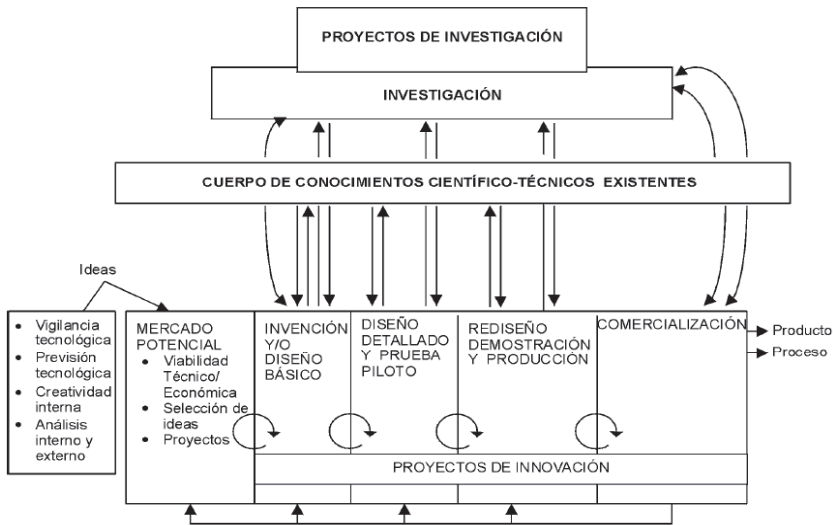 PROYECTOS DE INVESTIGACIÓN
INVESTIGACIÓN
CUERPO DE CONOCIMIENTOS CIENTÍFICO-TÉCNICOS EXISTENTES
Ideas
• Vigilancia
tecnológica
• Previsión
tecnológica
• Creatividad
interna
• Análisis
interno y
externo
MERCADO
POTENCIAL
• Viabilidad
Técnico/
Económica
• Selección de
ideas
• Proyectos
INVENCIÓN
Y/O
DISEÑO
BÁSICO
DISEÑO
DETALLADO
Y PRUEBA
PILOTO
REDISEÑO
DEMOSTRACIÓN
Y PRODUCCIÓN
COMERCIALIZACIÓN
Producto
Proceso
PROYECTOS DE INNOVACIÓN